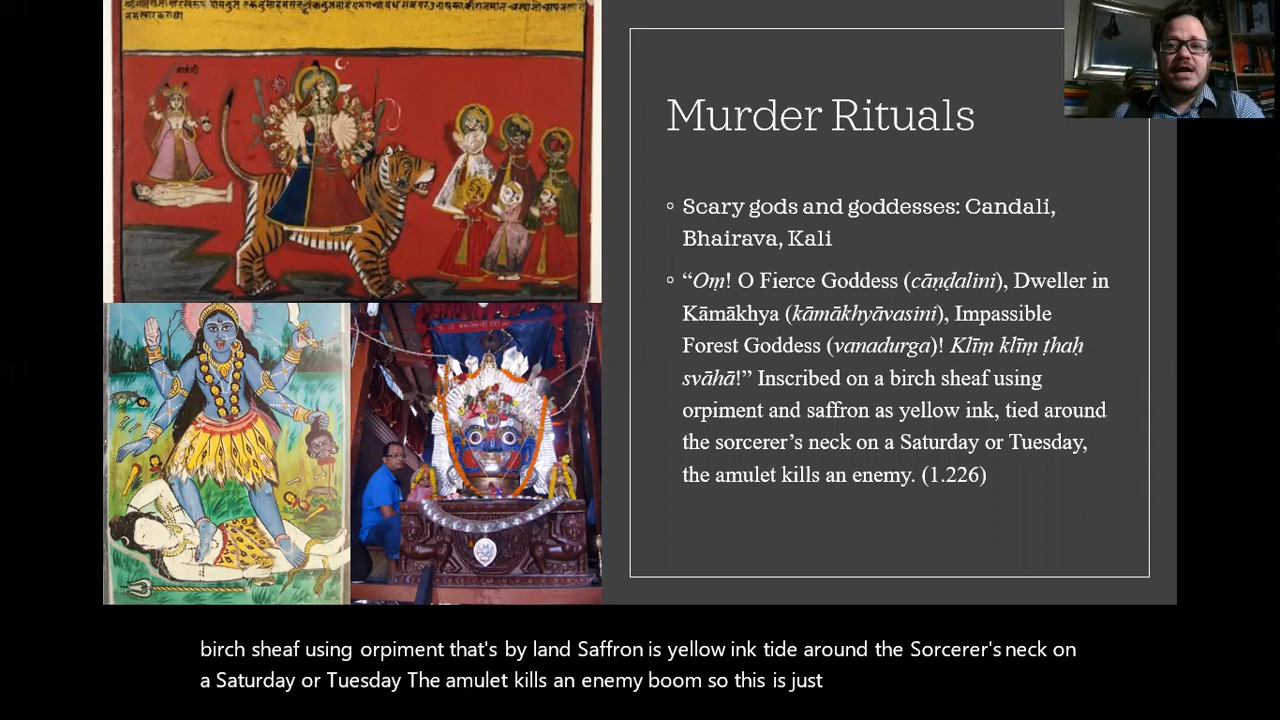 Murder Rituals
Scary gods and goddesses: Candali,
Bhairava, Kali
“Oṃ! O Fierce Goddess (cāṇḍalini), Dweller in
Kāmākhya (kāmākhyāvasini), Impassible
Forest Goddess (vanadurga)! Klīṃ klīṃ ṭhaḥ
svāhā!” Inscribed on a birch sheaf using
orpiment and saffron as yellow ink, tied around
the sorcerer’s neck on a Saturday or Tuesday,
the amulet kills an enemy. (1.226)
birch sheaf using orpiment that's by land Saffron is yellow ink tide around the Sorcerer's neck on
a Saturday or Tuesday The amulet kills an enemy boom so this is just